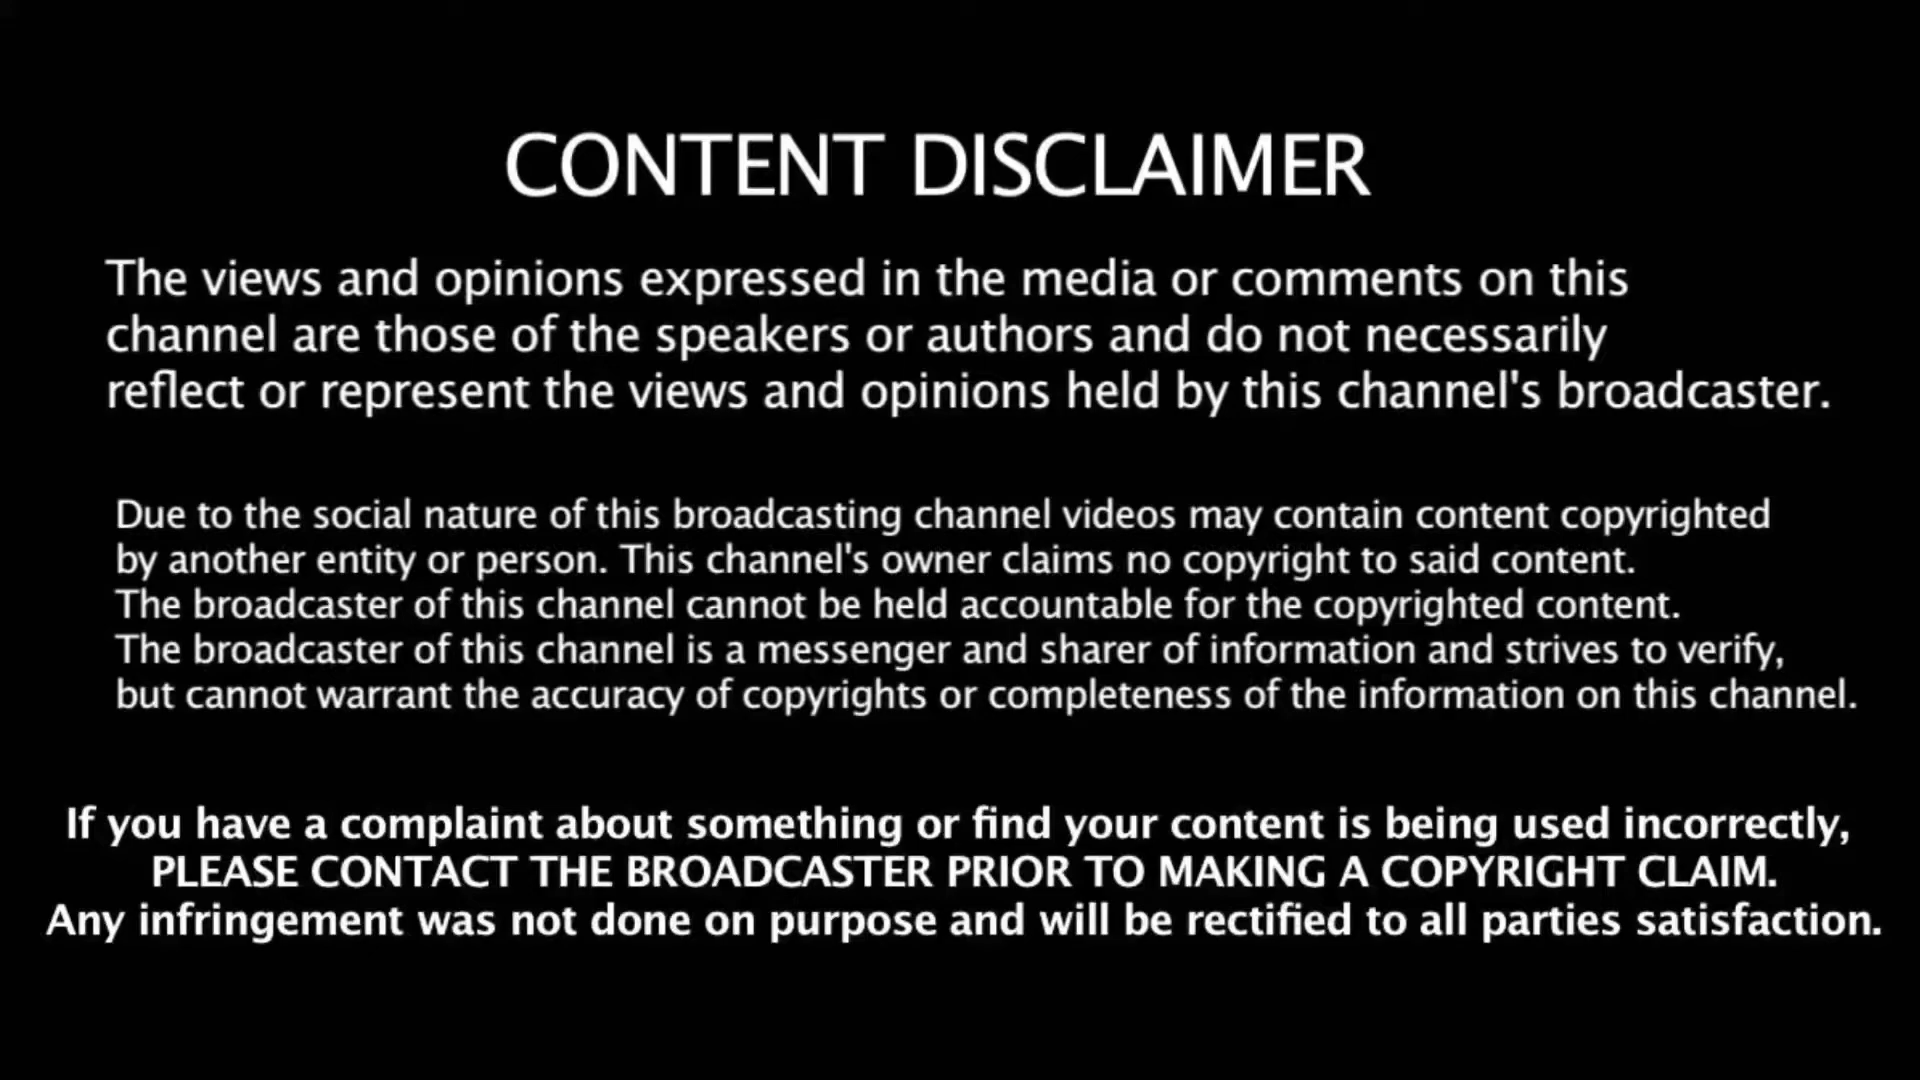 CONTENT DISCLAIMER
The views and opinions expressed in the media or comments on this
channel are those of the speakers or authors and do not necessarily
reflect or represent the views and opinions held by this channel's broadcaster.
Due to the social nature of this broadcasting channel videos may contain content copyrighted
by another entity or person. This channel's owner claims no copyright to said content.
The broadcaster of this channel cannot be held accountable for the copyrighted content.
The broadcaster of this channel is a messenger and sharer of information and strives to verify,
but cannot warrant the accuracy of copyrights or completeness of the information on this channel.
If you have a complaint about something or find your content is being used incorrectly,
PLEASE CONTACT THE BROADCASTER PRIOR TO MAKING A COPYRIGHT CLAIM.
Any infringement was not done on purpose and will be rectified to all parties satisfaction.